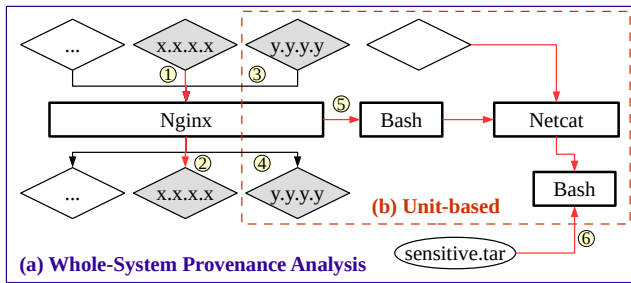 ... x.x.x.x y.y.y.y
① ③
⑤
Nginx Bash Netcat
② ④
... x.x.x.x y.y.y.y Bash
(b) Unit-based
⑥
sensitive.tar
(a) Whole-System Provenance Analysis